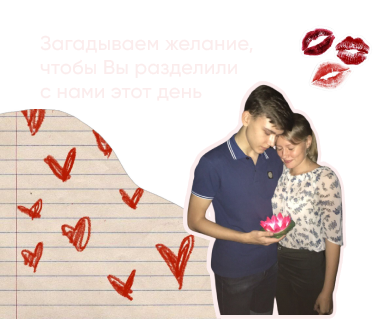 Загадываем желание,
чтобы Вы разделили
с нами этот день